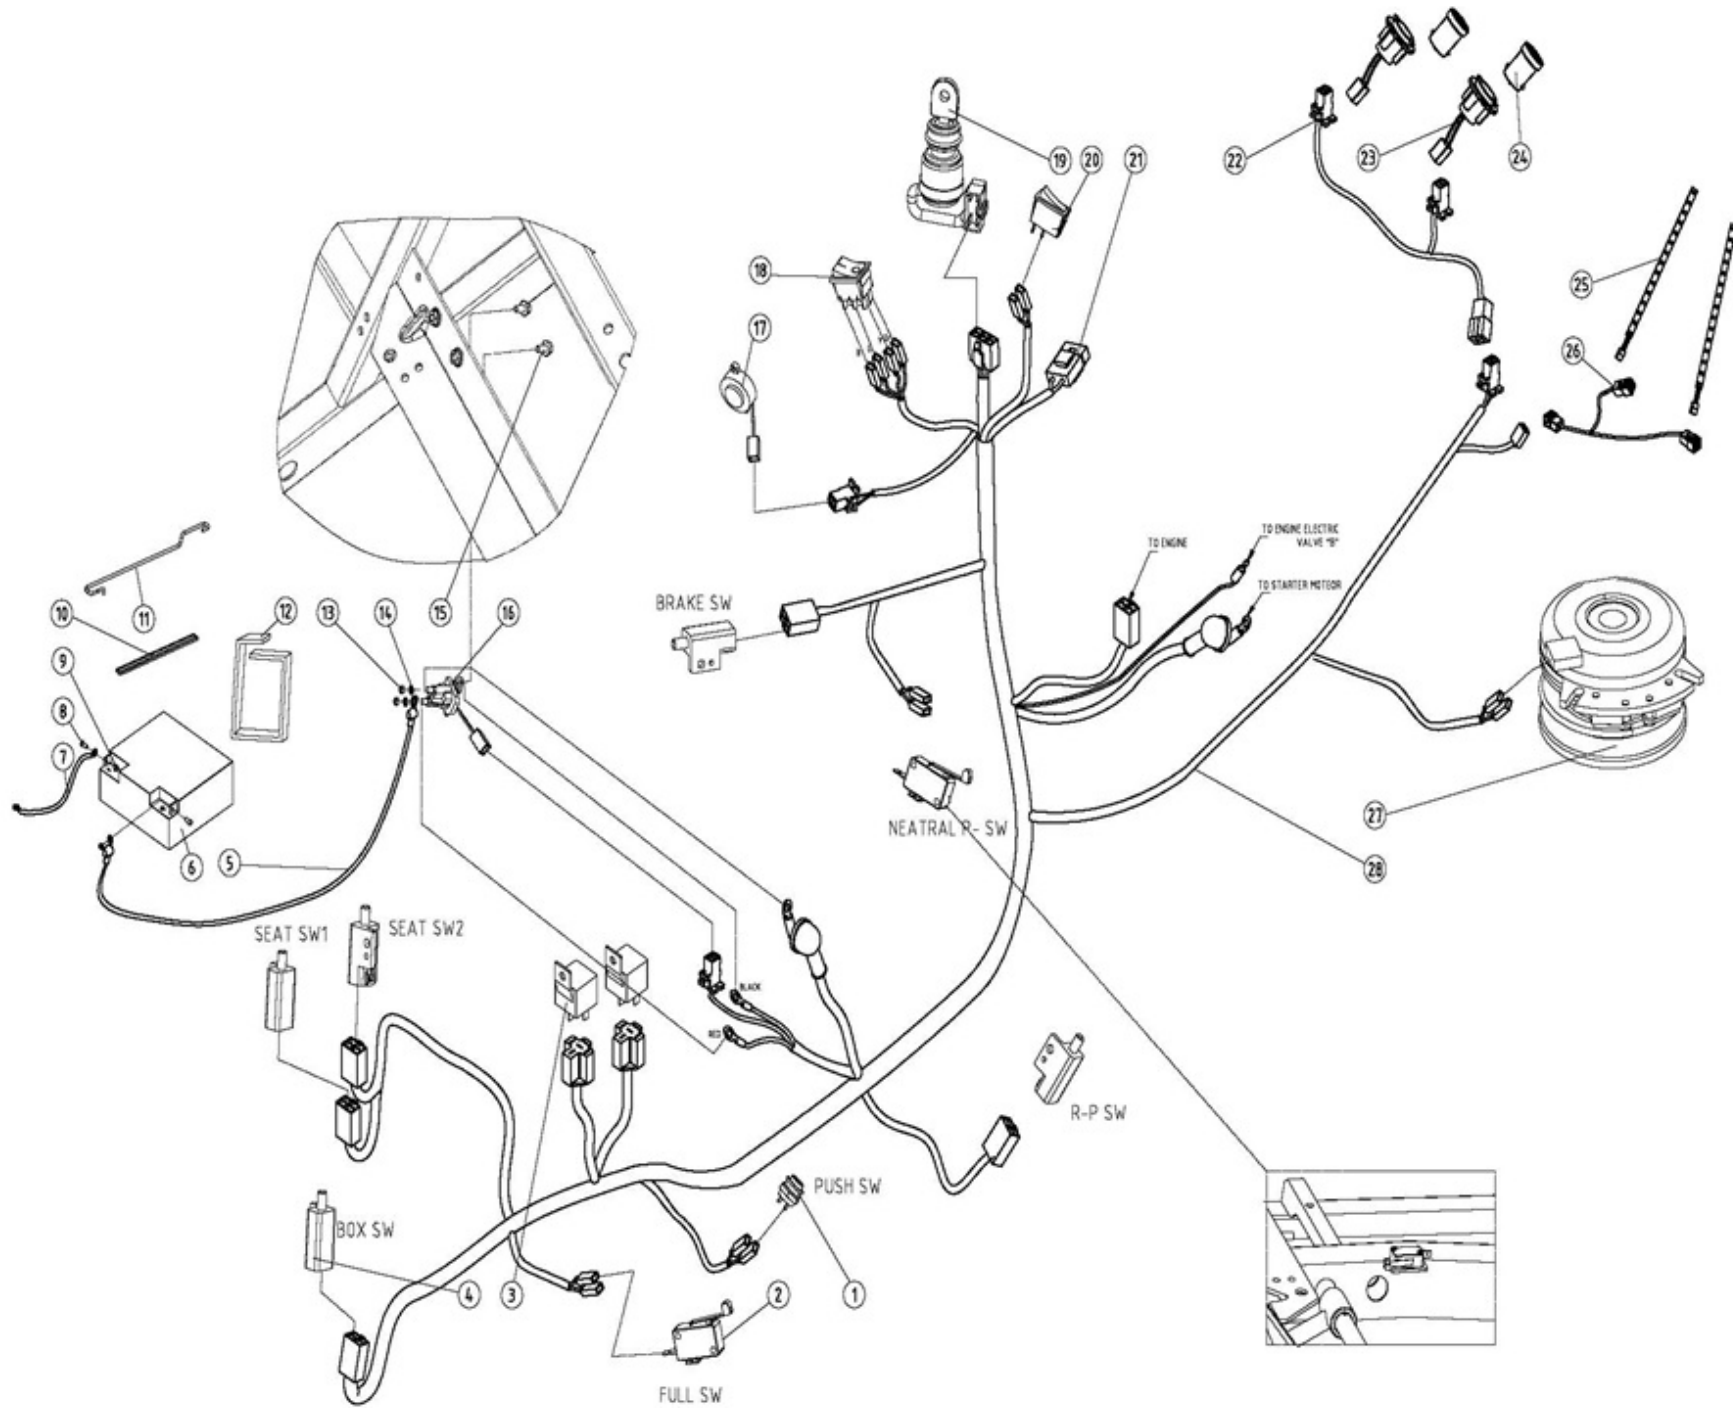 22
23
24
19
20
21
18
25
17
26
TO ENGINE
TO ENGINE ELECTRIC
VALVE "B"
TO STARTER MOTEOR
11
10
12
13
14
15
16
BRAKE SW
9
8
7
6
5
NEATRAL R- SW
27
28
SEAT SW1
SEAT SW2
BLACK
RED
R-P SW
PUSH SW
BOX SW
4
3
2
1
FULL SW